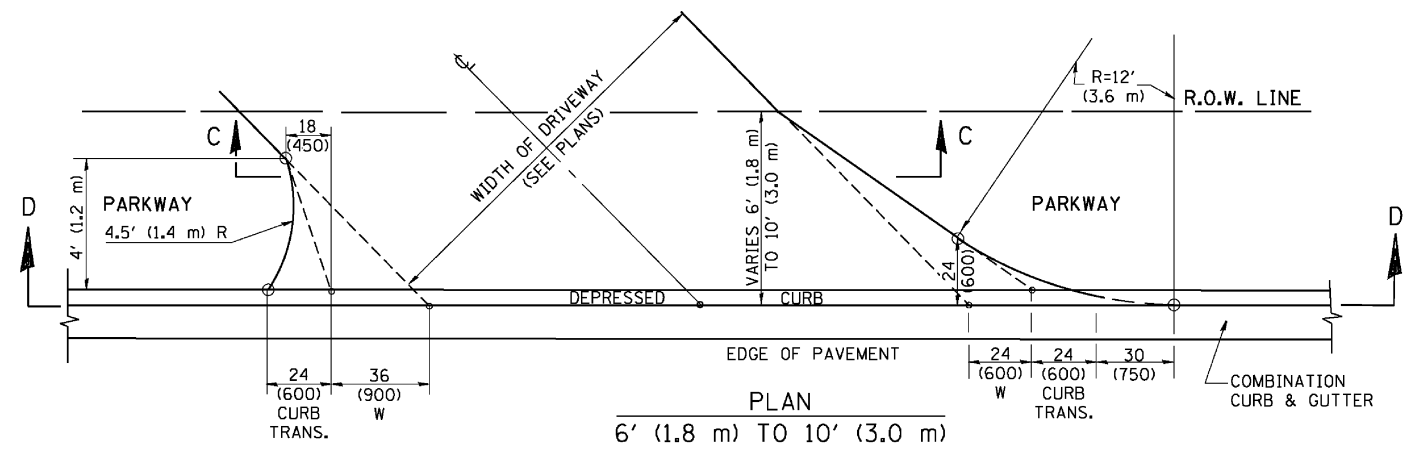 ℄
WIDTH OF DRIVEWAY
(SEE PLANS)
R=12'
(3.6 m)
R.O.W. LINE
18
(450)
C
C
4' (1.2 m)
PARKWAY
4.5' (1.4 m) R
D
VARIES 6' (1.8 m)
TO 10' (3.0 m)
PARKWAY
D
24
(600)
DEPRESSED CURB
EDGE OF PAVEMENT
24
(600)
CURB
TRANS.
36
(900)
W
24
(600)
W
24
(600)
CURB
TRANS.
30
(750)
COMBINATION
CURB & GUTTER
PLAN
6' (1.8 m) TO 10' (3.0 m)